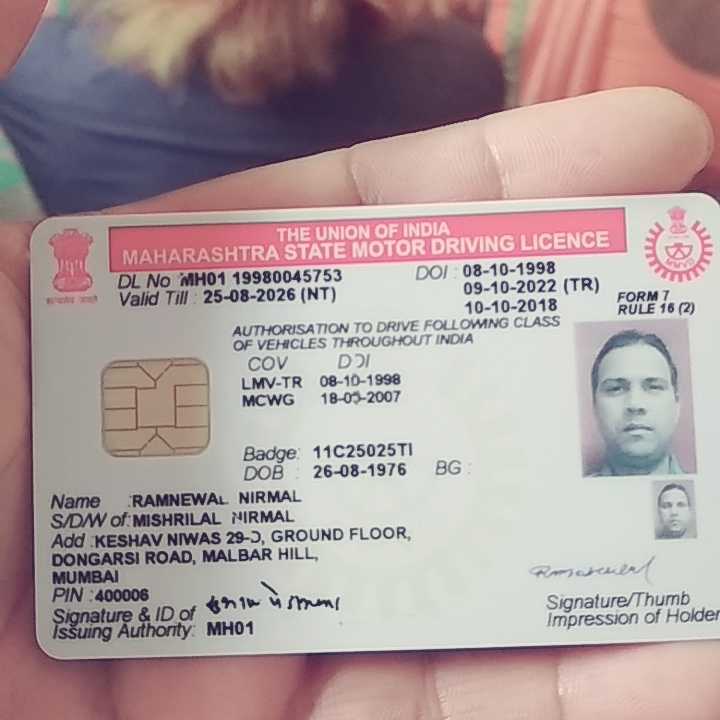 THE UNION OF INDIA
MAHARASHTRA STATE MOTOR DRIVING LICENCE
DL No MH01 19980045753 DOI : 08-10-1998
Valid Till : 25-08-2026 (NT) 09-10-2022 (TR)
10-10-2018
FORM 7
RULE 16 (2)
AUTHORISATION TO DRIVE FOLLOWING CLASS
OF VEHICLES THROUGHOUT INDIA
COV DOI
LMV-TR 08-10-1998
MCWG 18-05-2007
Badge: 11C25025TI
DOB : 26-08-1976 BG :
Name :RAMNEWAL NIRMAL
S/D/W of:MISHRILAL NIRMAL
Add :KESHAV NIWAS 29-J, GROUND FLOOR,
DONGARSI ROAD, MALBAR HILL,
MUMBAI
PIN :400006
Signature & ID of
Issuing Authority: MH01
Signature/Thumb
Impression of Holder